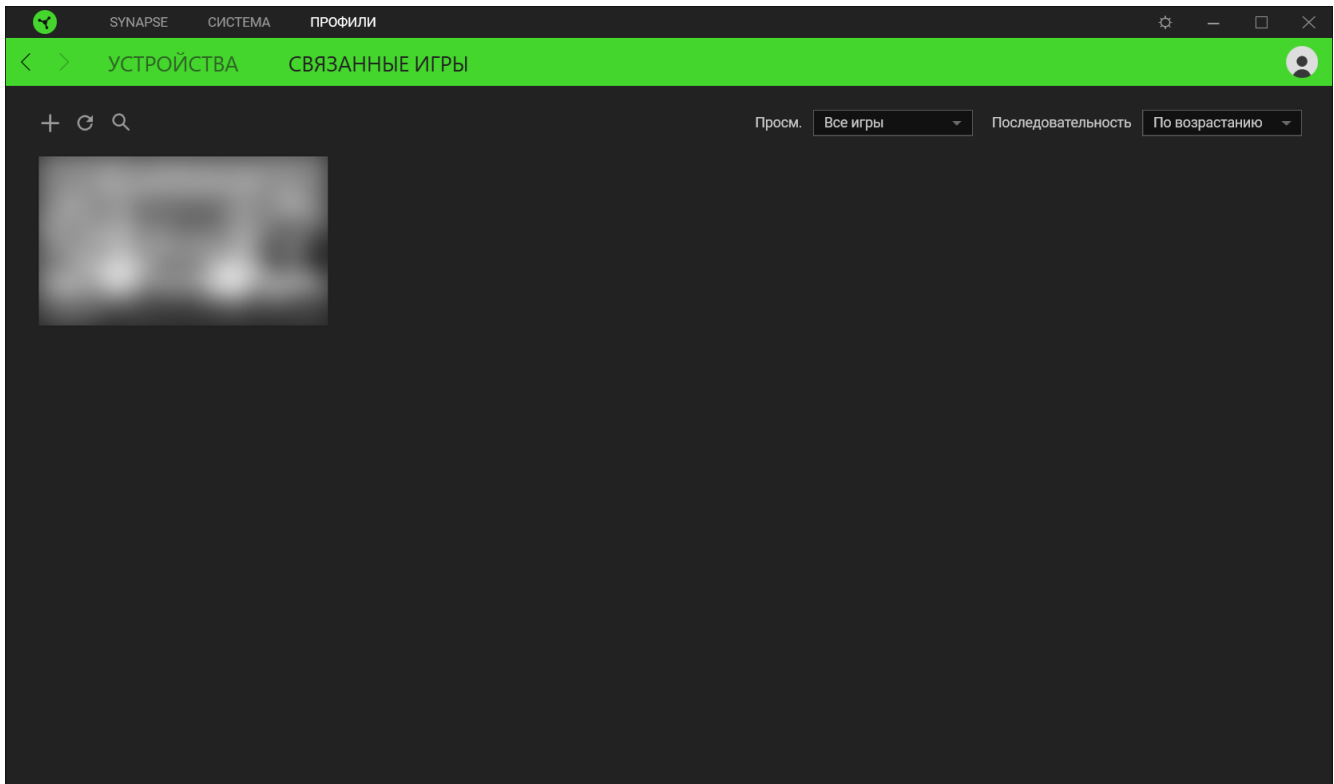 SYNAPSE СИСТЕМА ПРОФИЛИ
УСТРОЙСТВА СВЯЗАННЫЕ ИГРЫ
Просм. Все игры Последовательность По возрастанию